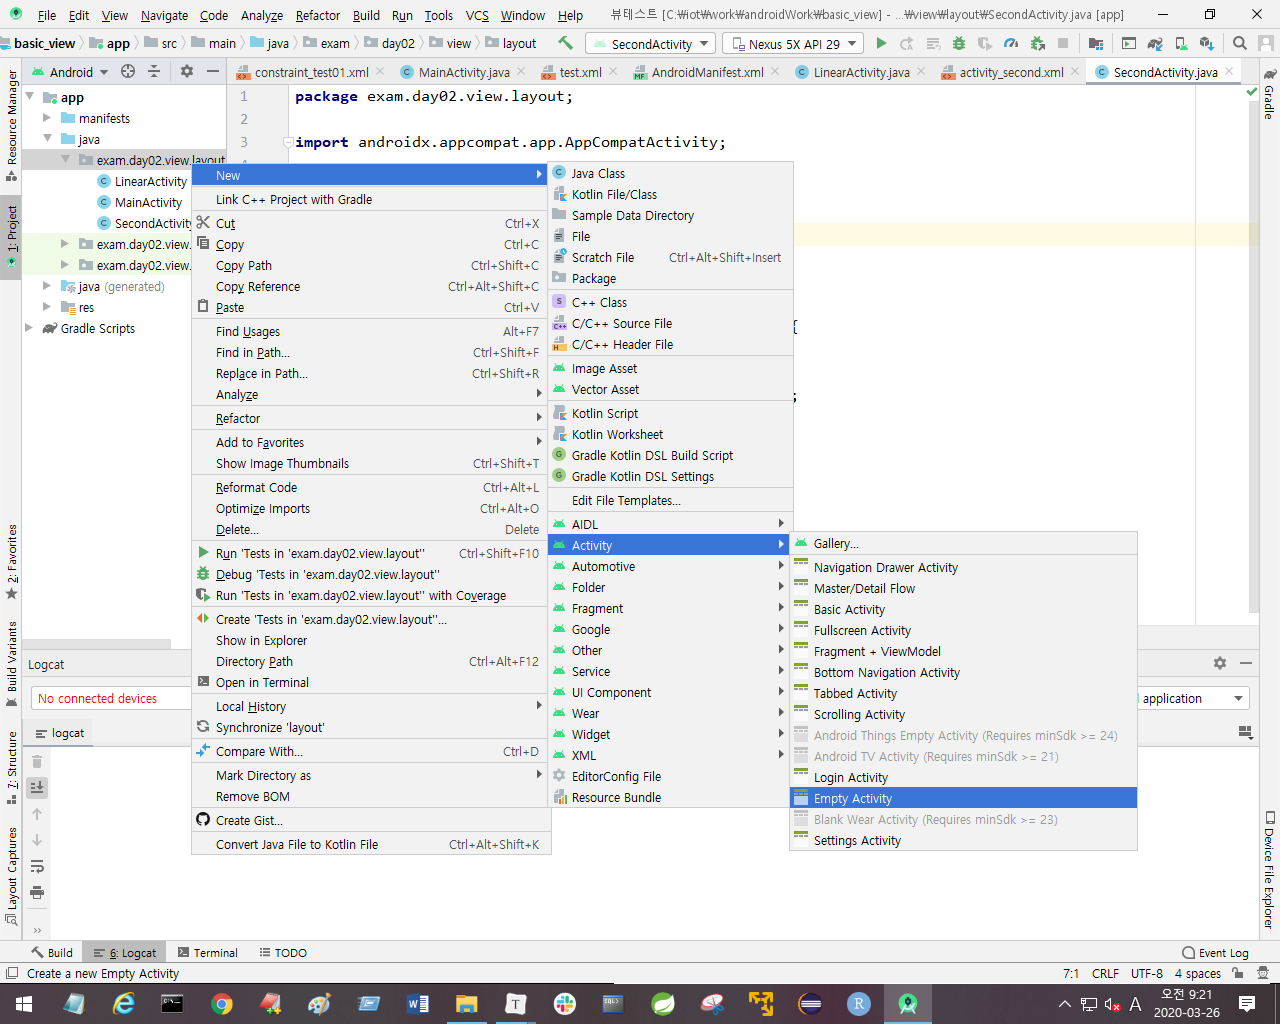 File Edit View Navigate Code Analyze Refactor Build Run Tools VCS Window Help 뷰테스트 [C:₩iot₩work₩androidWork₩basic_view] - ...₩view₩layout₩SecondActivity.java [app]
basic_view app src main java exam day02 view layout SecondActivity Nexus 5X API 29
Android constraint_test01.xml MainActivity.java test.xml AndroidManifest.xml LinearActivity.java activity_second.xml SecondActivity.java
Resource Manager
1: Project
2: Favorites
Build Variants
7: Structure
Layout Captures
app
manifests
java
exam.day02.view.layout
LinearActivity
MainActivity
SecondActivity
exam.day02.view.
exam.day02.view.
java (generated)
res
Gradle Scripts
1 package exam.day02.view.layout;
2
3 import androidx.appcompat.app.AppCompatActivity;
{
;
New
Link C++ Project with Gradle
Cut Ctrl+X
Copy Ctrl+C
Copy Path Ctrl+Shift+C
Copy Reference Ctrl+Alt+Shift+C
Paste Ctrl+V
Find Usages Alt+F7
Find in Path... Ctrl+Shift+F
Replace in Path... Ctrl+Shift+R
Analyze
Refactor
Add to Favorites
Show Image Thumbnails Ctrl+Shift+T
Reformat Code Ctrl+Alt+L
Optimize Imports Ctrl+Alt+O
Delete... Delete
Run 'Tests in 'exam.day02.view.layout'' Ctrl+Shift+F10
Debug 'Tests in 'exam.day02.view.layout''
Run 'Tests in 'exam.day02.view.layout'' with Coverage
Create 'Tests in 'exam.day02.view.layout''...
Show in Explorer
Directory Path Ctrl+Alt+F12
Open in Terminal
Local History
Synchronize 'layout'
Compare With... Ctrl+D
Mark Directory as
Remove BOM
Create Gist...
Convert Java File to Kotlin File Ctrl+Alt+Shift+K
Java Class
Kotlin File/Class
Sample Data Directory
File
Scratch File Ctrl+Alt+Shift+Insert
Package
C++ Class
C/C++ Source File
C/C++ Header File
Image Asset
Vector Asset
Kotlin Script
Kotlin Worksheet
Gradle Kotlin DSL Build Script
Gradle Kotlin DSL Settings
Edit File Templates...
AIDL
Activity
Automotive
Folder
Fragment
Google
Other
Service
UI Component
Wear
Widget
XML
EditorConfig File
Resource Bundle
Gallery...
Navigation Drawer Activity
Master/Detail Flow
Basic Activity
Fullscreen Activity
Fragment + ViewModel
Bottom Navigation Activity
Tabbed Activity
Scrolling Activity
Android Things Empty Activity (Requires minSdk >= 24)
Android TV Activity (Requires minSdk >= 21)
Login Activity
Empty Activity
Blank Wear Activity (Requires minSdk >= 23)
Settings Activity
Gradle
Device File Explorer
Logcat
No connected devices
application
logcat
Build 6: Logcat Terminal TODO Event Log
Create a new Empty Activity 7:1 CRLF UTF-8 4 spaces
A 오전 9:21
2020-03-26